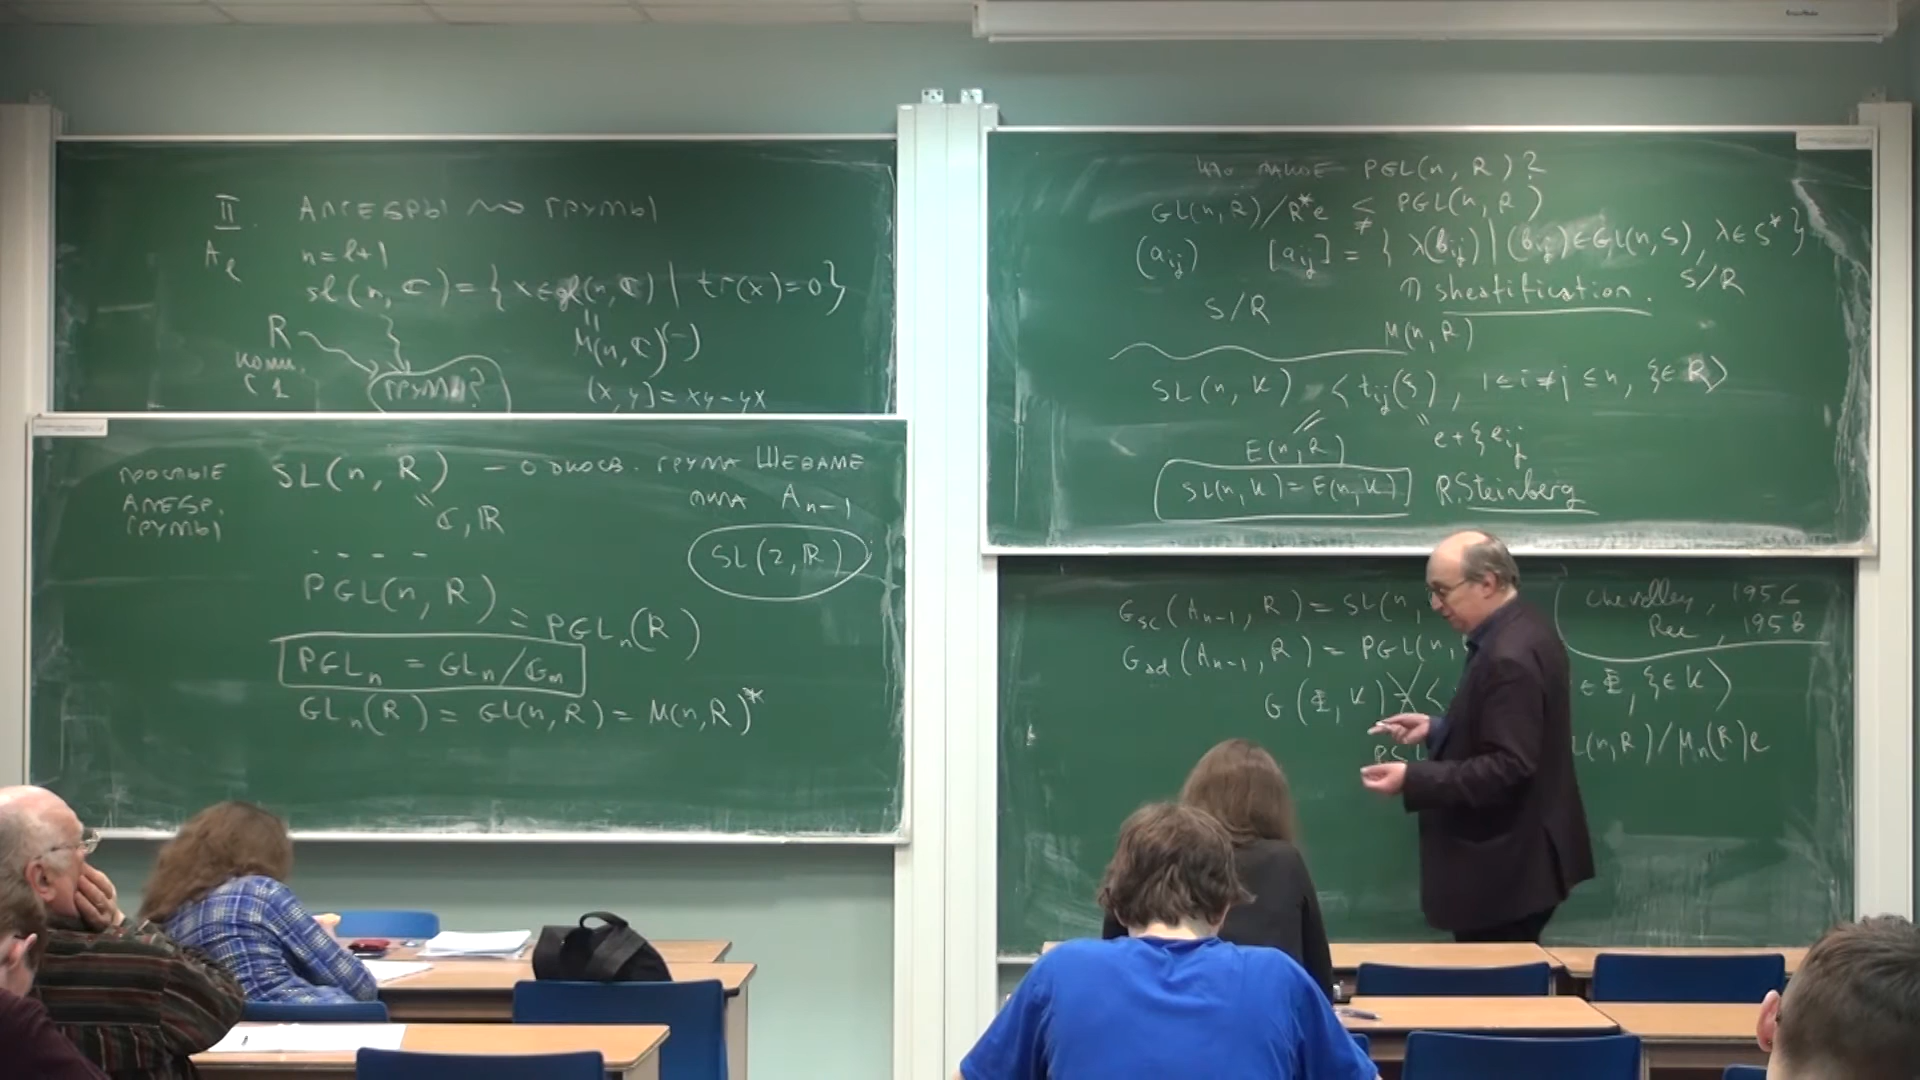 II. Алгебры ⇝ группы
A_l n = l+1
sl(n, ℂ) = { x ∈ gl(n, ℂ) | tr(x) = 0 }
R
M(n, ℂ)^(-)
комм.
с 1
группы?
[x, y] = xy − yx
простые
алгебр.
группы
SL(n, R) – односв. группа Шевалле
типа A_{n-1}
ℂ, ℝ
SL(2, ℝ)
PGL(n, R) = PGL_n(R)
PGL_n = GL_n / G_m
GL_n(R) = GL(n, R) = M(n, R)*
Что такое PGL(n, R)?
GL(n, R)/R*e ≨ PGL(n, R)
(a_ij) [a_ij] = { λ(b_ij) | (b_ij) ∈ GL(n, S), λ ∈ S* }
S/R
⇑ sheafification. S/R
M(n, R)
SL(n, K) ⟨ t_ij(ξ), 1 ≤ i ≠ j ≤ n, ξ ∈ R ⟩
e + ξ e_ij
E(n, R)
SL(n, K) = E(n, K) R. Steinberg
G_sc(A_{n-1}, R) = SL(n,
Chevalley, 1956
Ree, 1958
G_ad(A_{n-1}, R) = PGL(n,
G(Φ, K) ⟨ ∈ Φ, ξ ∈ K ⟩
L(n, R)/μ_n(R)e